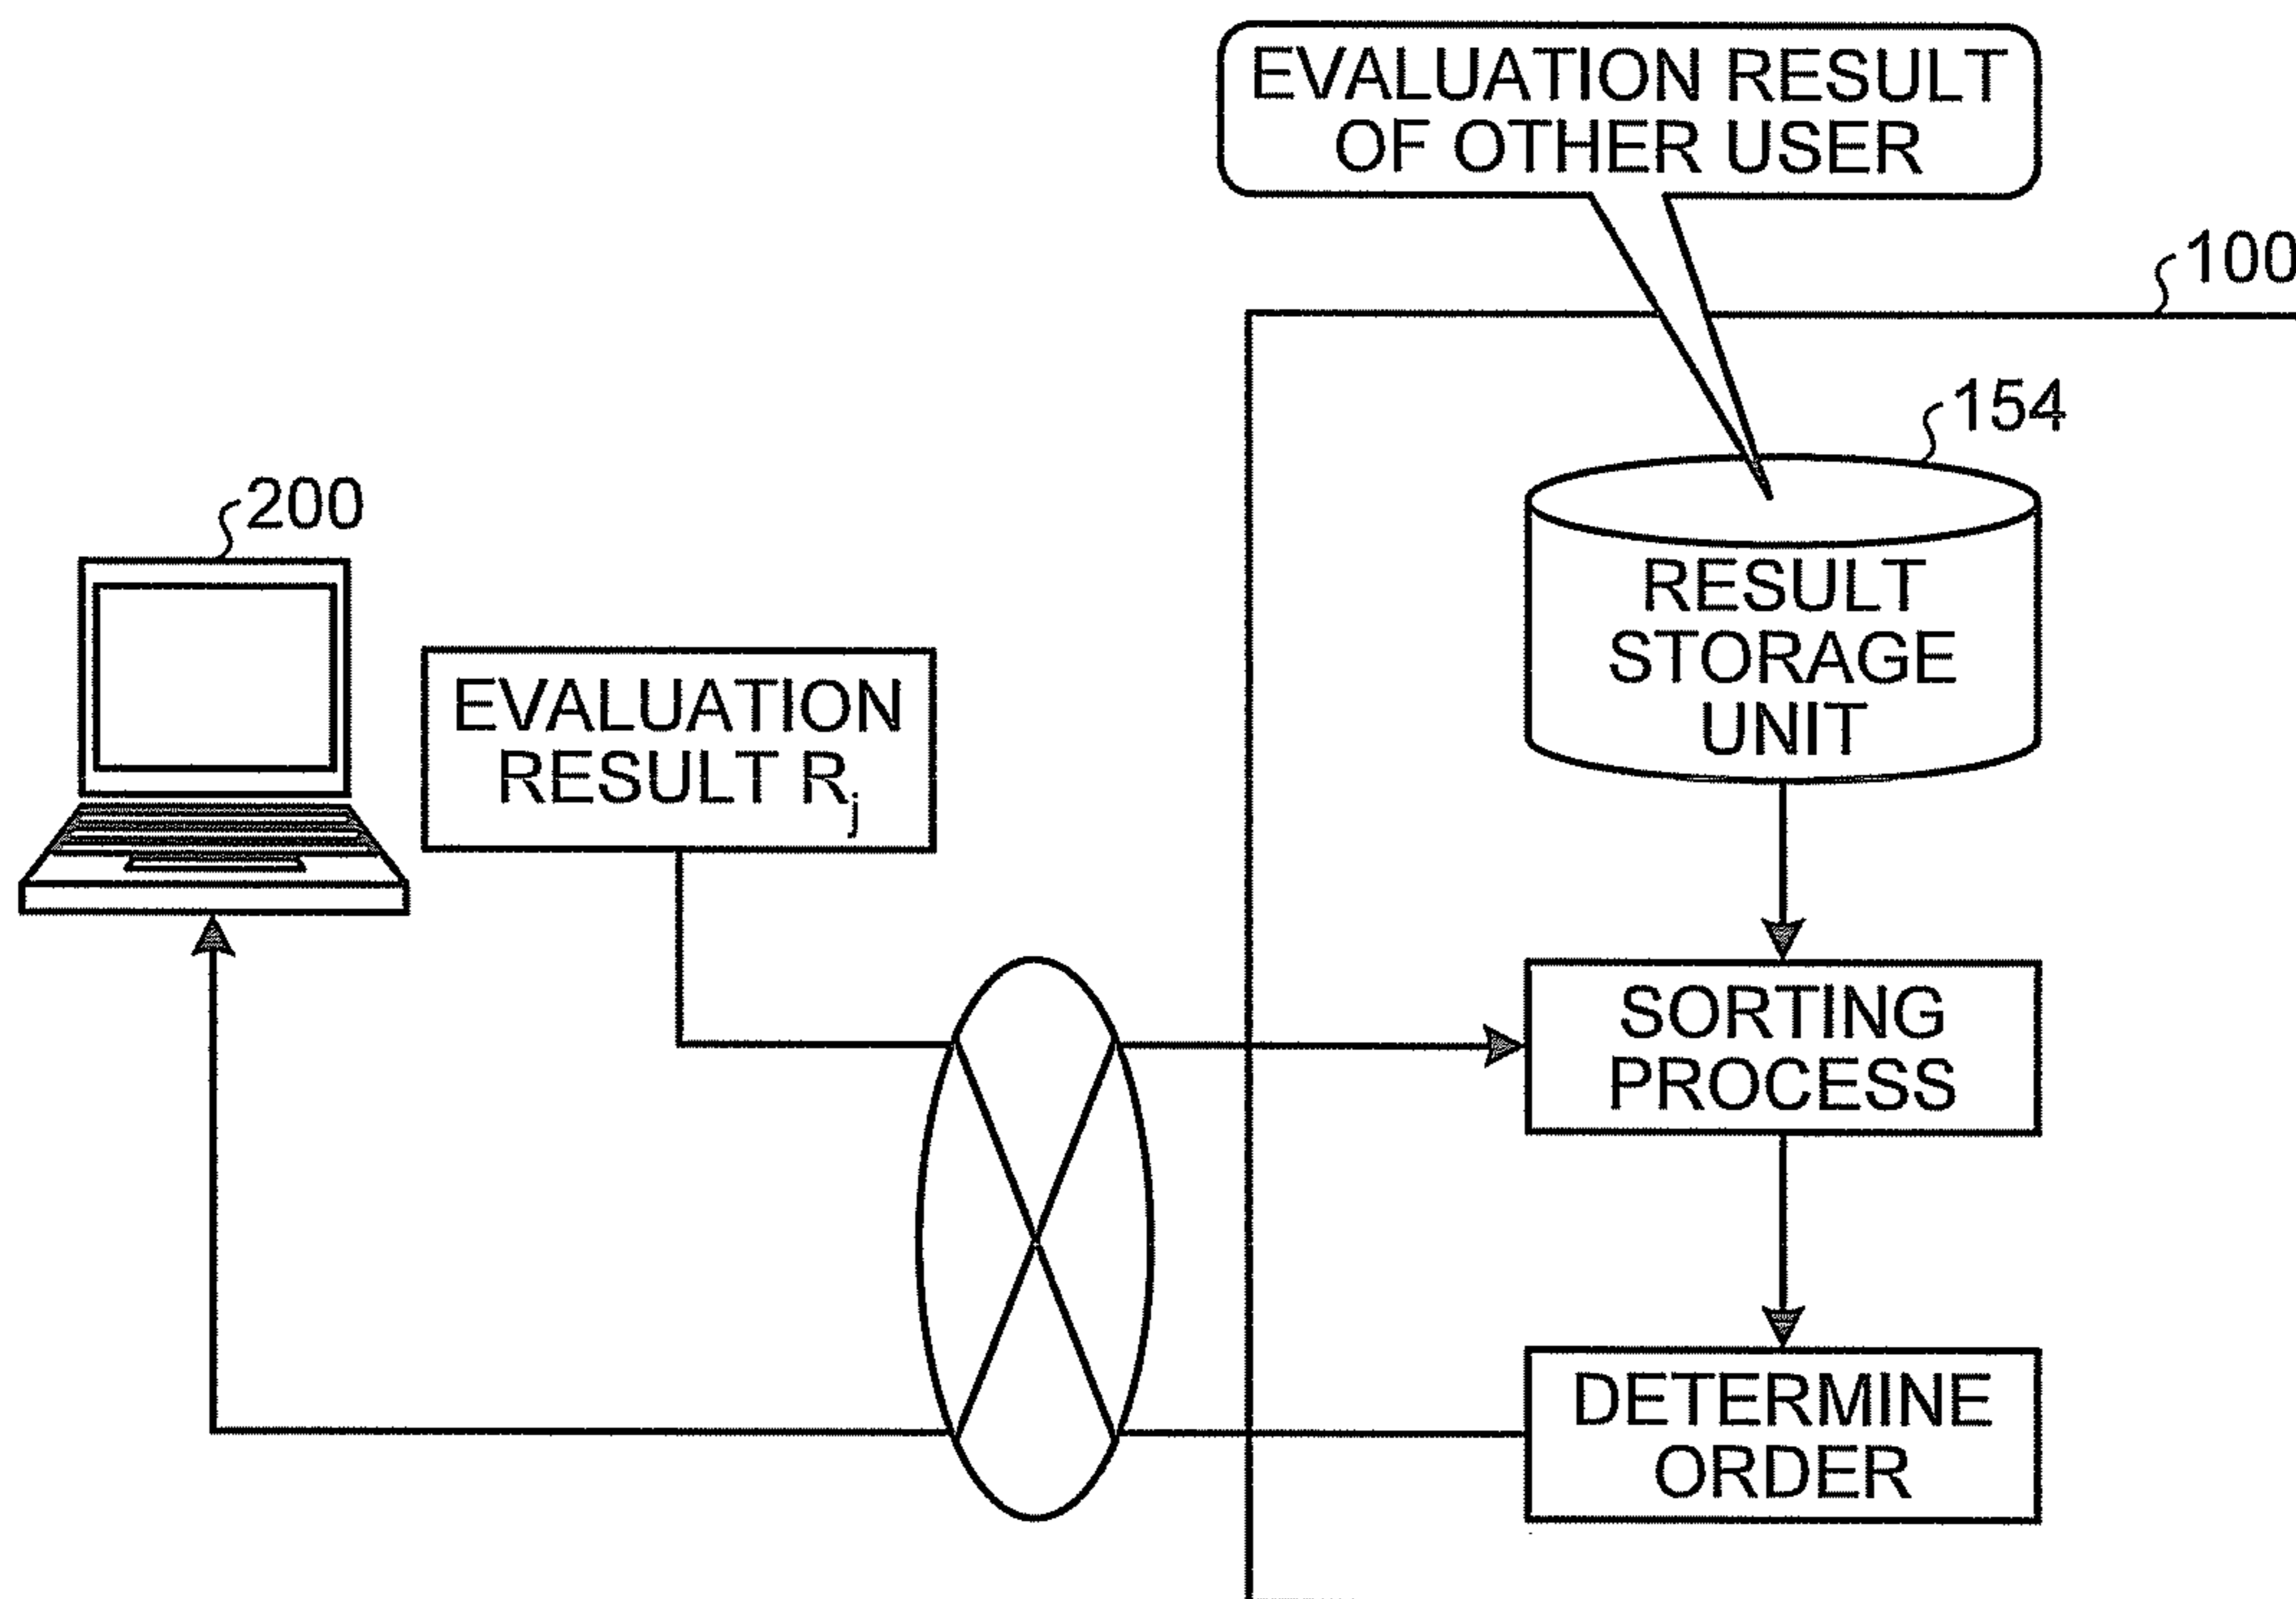 EVALUATION RESULT
OF OTHER USER
100
154
200
RESULT
STORAGE
UNIT
EVALUATION
RESULT Rj
SORTING
PROCESS
DETERMINE
ORDER